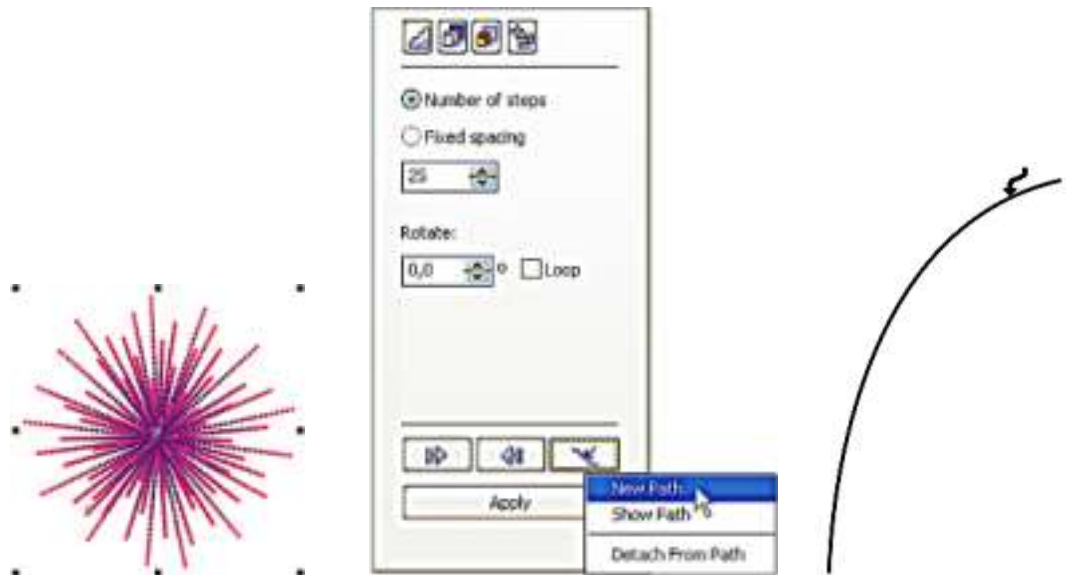 Number of steps
Fixed spacing
25
Rotate:
0,0 ° Loop
Apply
New Path
Show Path
Detach From Path